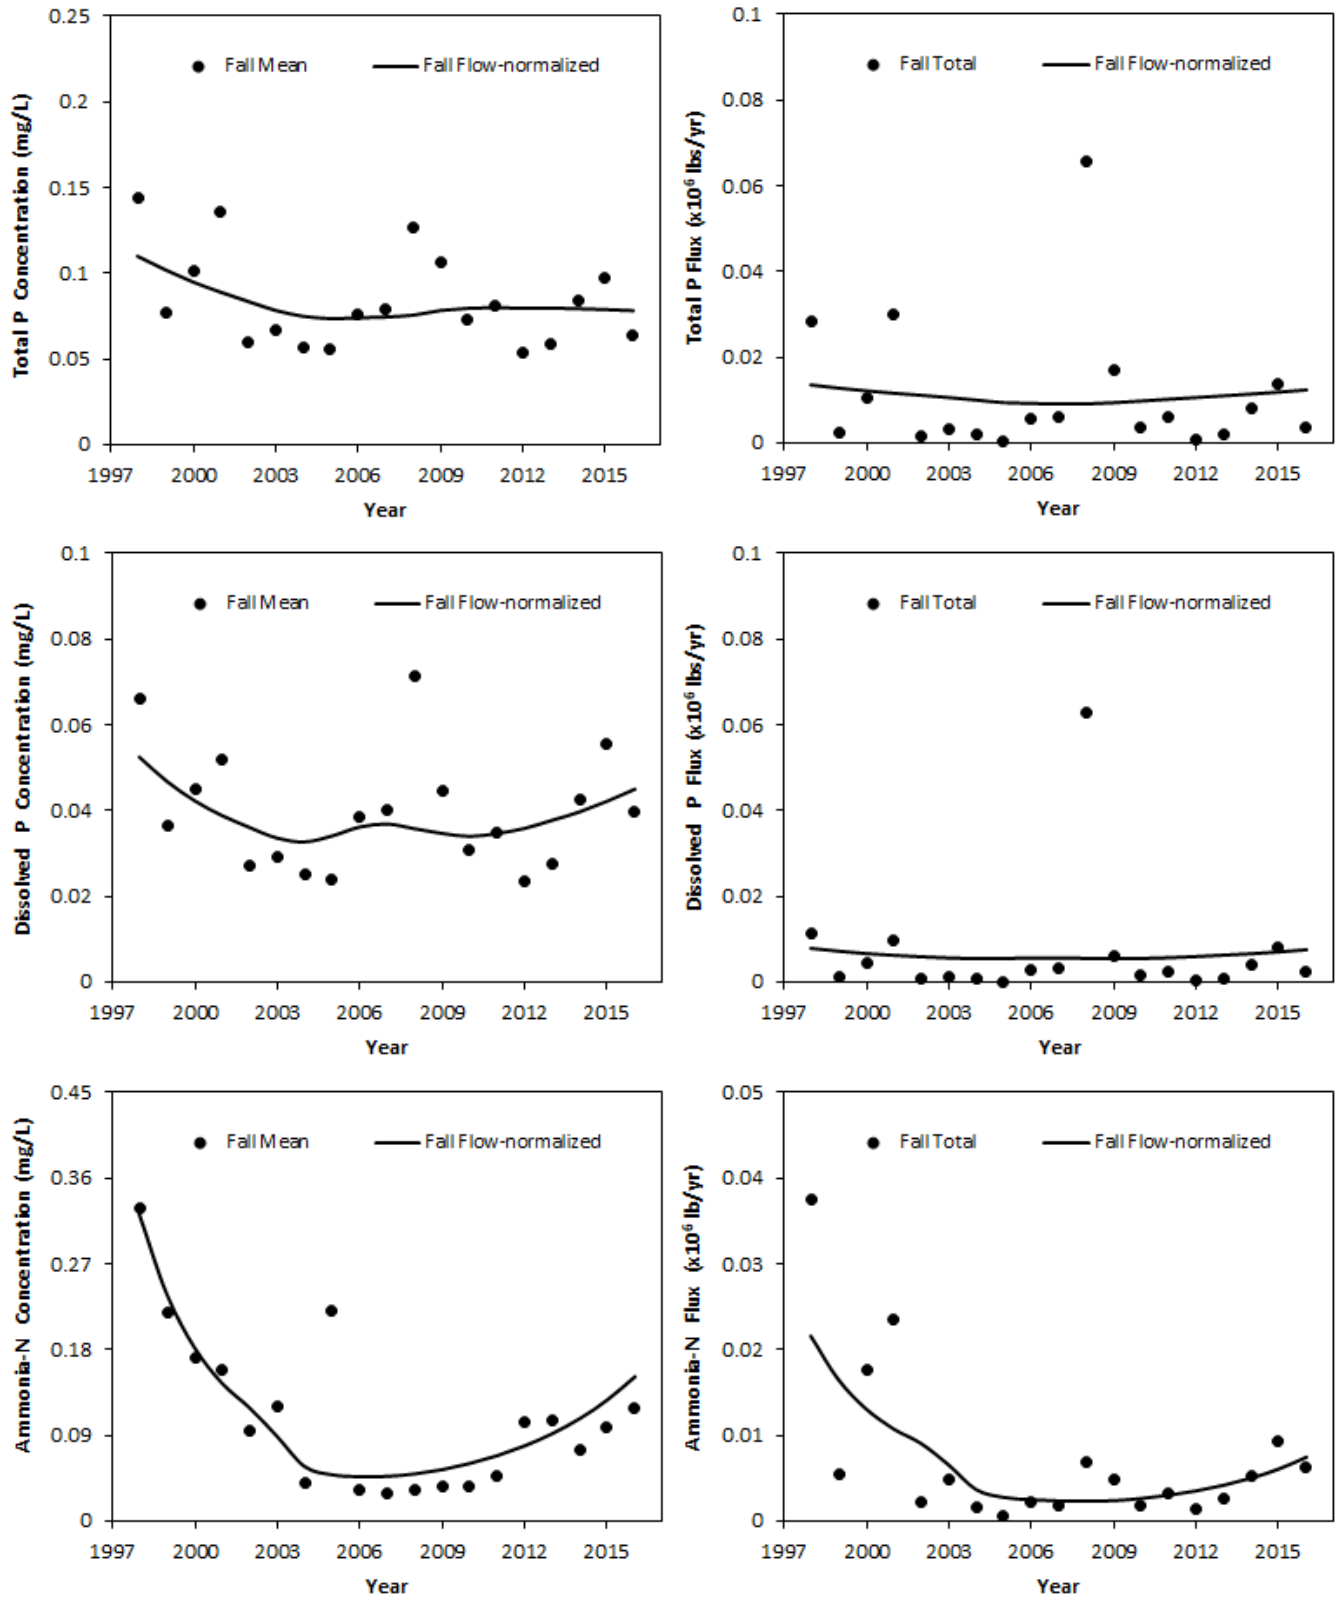 Total P Concentration (mg/L)
0.25
0.2
0.15
0.1
0.05
0
Fall Mean
Fall Flow-normalized
1997 2000 2003 2006 2009 2012 2015
Year
Total P Flux (x10⁶ lbs/yr)
0.1
0.08
0.06
0.04
0.02
0
Fall Total
Fall Flow-normalized
1997 2000 2003 2006 2009 2012 2015
Year
Dissolved P Concentration (mg/L)
0.1
0.08
0.06
0.04
0.02
0
Fall Mean
Fall Flow-normalized
1997 2000 2003 2006 2009 2012 2015
Year
Dissolved P Flux (x10⁶ lbs/yr)
0.1
0.08
0.06
0.04
0.02
0
Fall Total
Fall Flow-normalized
1997 2000 2003 2006 2009 2012 2015
Year
Ammonia-N Concentration (mg/L)
0.45
0.36
0.27
0.18
0.09
0
Fall Mean
Fall Flow-normalized
1997 2000 2003 2006 2009 2012 2015
Year
Ammonia-N Flux (x10⁶ lb/yr)
0.05
0.04
0.03
0.02
0.01
0
Fall Total
Fall Flow-normalized
1997 2000 2003 2006 2009 2012 2015
Year